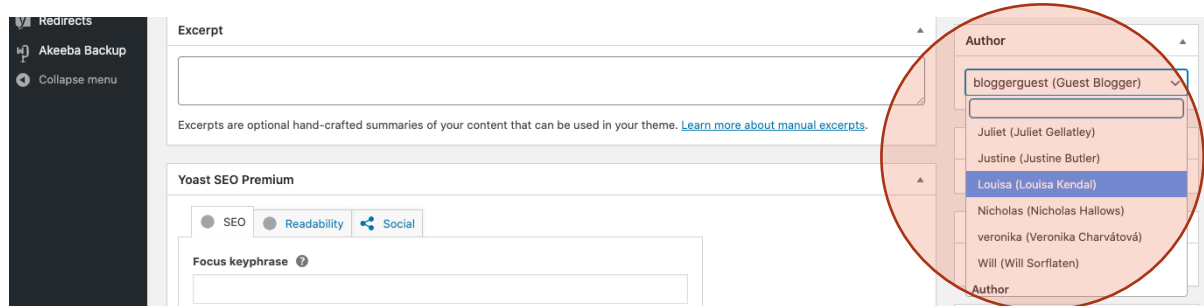 Redirects
Akeeba Backup
Collapse menu
Excerpt
Excerpts are optional hand-crafted summaries of your content that can be used in your theme. Learn more about manual excerpts.
Yoast SEO Premium
SEO
Readability
Social
Focus keyphrase
Author
bloggerguest (Guest Blogger)
Juliet (Juliet Gellatley)
Justine (Justine Butler)
Louisa (Louisa Kendal)
Nicholas (Nicholas Hallows)
veronika (Veronika Charvátová)
Will (Will Sorflaten)
Author